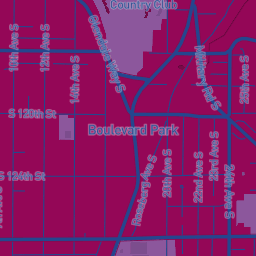 Country Club
10th Ave S
12th Ave S
14th Ave S
Glendale Way S
Military Rd S
28th Ave S
S 120th St
Boulevard Park
S 124th St
Roseberg Ave S
20th Ave S
22nd Ave S
23rd Ave S
24th Ave S